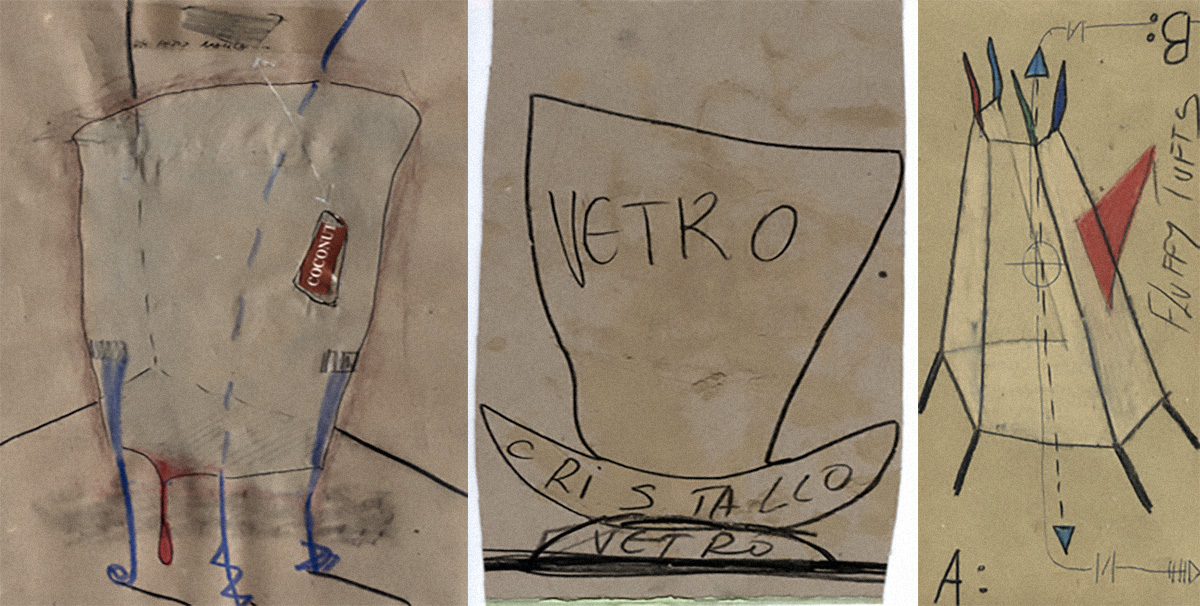 COCONUT
VETRO
CRISTALLO
VETRO
B:
FLUFFY TUFTS
A: